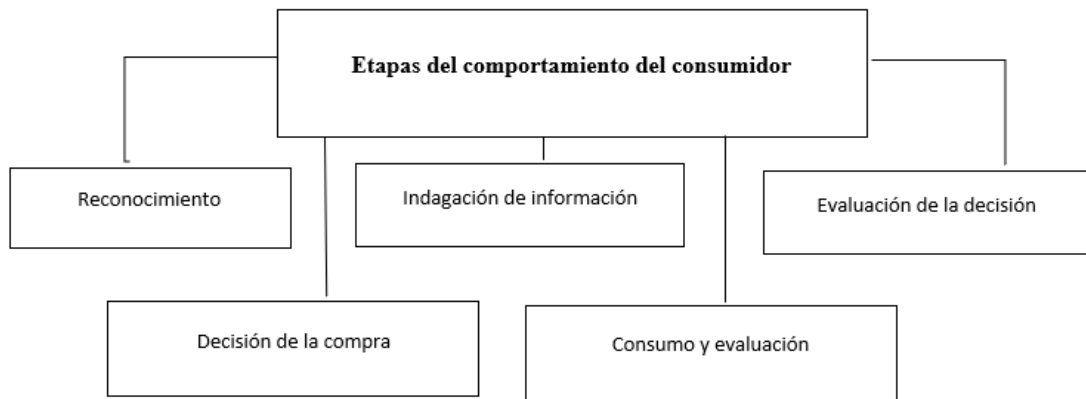 Etapas del comportamiento del consumidor
Reconocimiento
Indagación de información
Evaluación de la decisión
Decisión de la compra
Consumo y evaluación